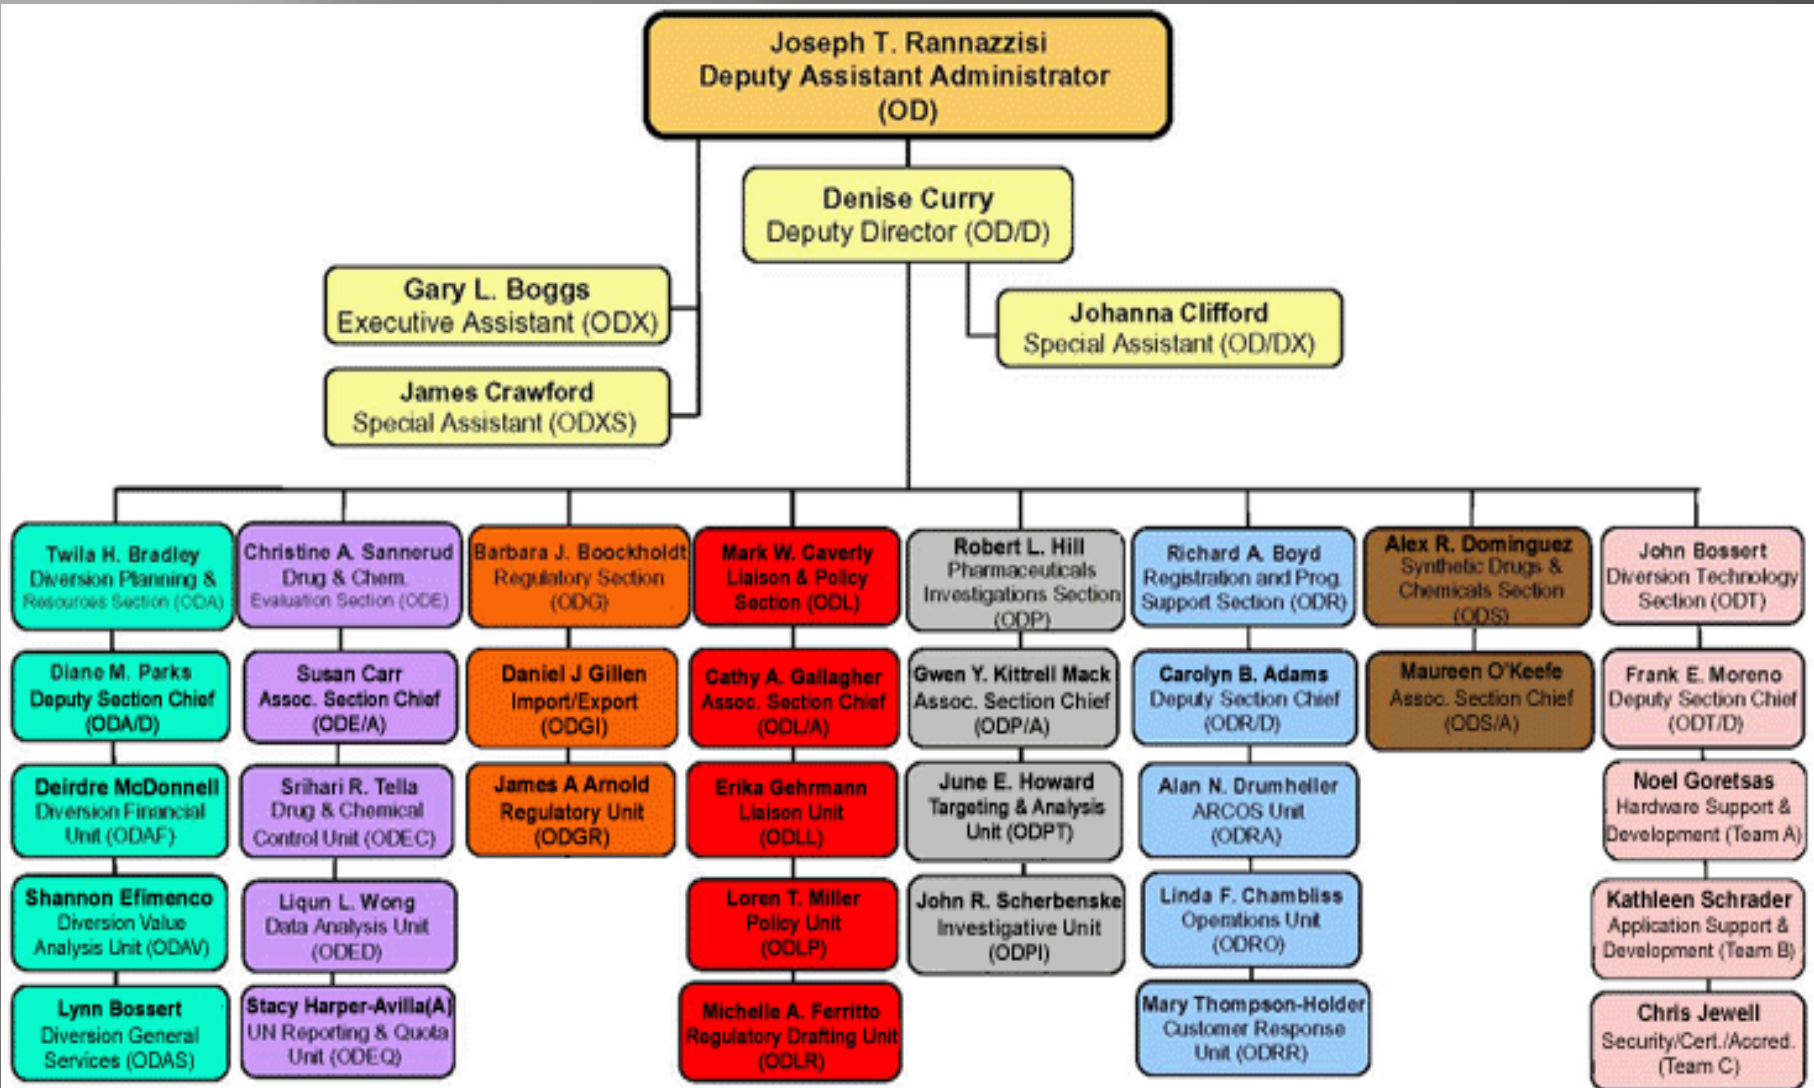 Joseph T. Rannazzisi
Deputy Assistant Administrator
(OD)
Denise Curry
Deputy Director (OD/D)
Gary L. Boggs
Executive Assistant (ODX)
Johanna Clifford
Special Assistant (OD/DX)
James Crawford
Special Assistant (ODXS)
Twila H. Bradley
Diversion Planning &
Resources Section (ODA)
Diane M. Parks
Deputy Section Chief
(ODA/D)
Deirdre McDonnell
Diversion Financial
Unit (ODAF)
Shannon Efimenco
Diversion Value
Analysis Unit (ODAV)
Lynn Bossert
Diversion General
Services (ODAS)
Christine A. Sannerud
Drug & Chem.
Evaluation Section (ODE)
Susan Carr
Assoc. Section Chief
(ODE/A)
Srihari R. Tella
Drug & Chemical
Control Unit (ODEC)
Liqun L. Wong
Data Analysis Unit
(ODED)
Stacy Harper-Avilla(A)
UN Reporting & Quota
Unit (ODEQ)
Barbara J. Boockholdt
Regulatory Section
(ODG)
Daniel J Gillen
Import/Export
(ODGI)
James A Arnold
Regulatory Unit
(ODGR)
Mark W. Caverly
Liaison & Policy
Section (ODL)
Cathy A. Gallagher
Assoc. Section Chief
(ODL/A)
Erika Gehrmann
Liaison Unit
(ODLL)
Loren T. Miller
Policy Unit
(ODLP)
Michelle A. Ferritto
Regulatory Drafting Unit
(ODLR)
Robert L. Hill
Pharmaceuticals
Investigations Section
(ODP)
Gwen Y. Kittrell Mack
Assoc. Section Chief
(ODP/A)
June E. Howard
Targeting & Analysis
Unit (ODPT)
John R. Scherbenske
Investigative Unit
(ODPI)
Richard A. Boyd
Registration and Prog.
Support Section (ODR)
Carolyn B. Adams
Deputy Section Chief
(ODR/D)
Alan N. Drumheller
ARCOS Unit
(ODRA)
Linda F. Chambliss
Operations Unit
(ODRO)
Mary Thompson-Holder
Customer Response
Unit (ODRR)
Alex R. Dominguez
Synthetic Drugs &
Chemicals Section
(ODS)
Maureen O'Keefe
Assoc. Section Chief
(ODS/A)
John Bossert
Diversion Technology
Section (ODT)
Frank E. Moreno
Deputy Section Chief
(ODT/D)
Noel Goretsas
Hardware Support &
Development (Team A)
Kathleen Schrader
Application Support &
Development (Team B)
Chris Jewell
Security/Cert./Accred.
(Team C)